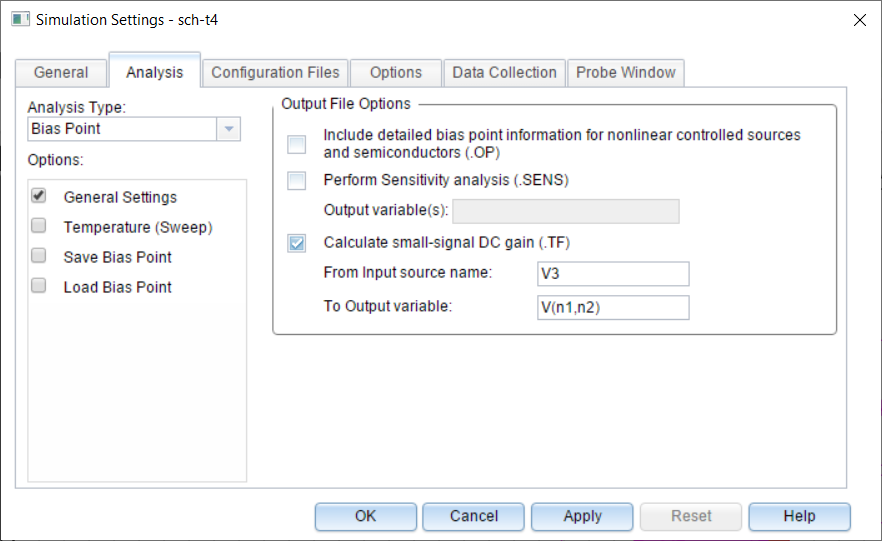 Simulation Settings - sch-t4
General
Analysis
Configuration Files
Options
Data Collection
Probe Window
Analysis Type:
Bias Point
Options:
General Settings
Temperature (Sweep)
Save Bias Point
Load Bias Point
Output File Options
Include detailed bias point information for nonlinear controlled sources
and semiconductors (.OP)
Perform Sensitivity analysis (.SENS)
Output variable(s):
Calculate small-signal DC gain (.TF)
From Input source name:
V3
To Output variable:
V(n1,n2)
OK
Cancel
Apply
Reset
Help